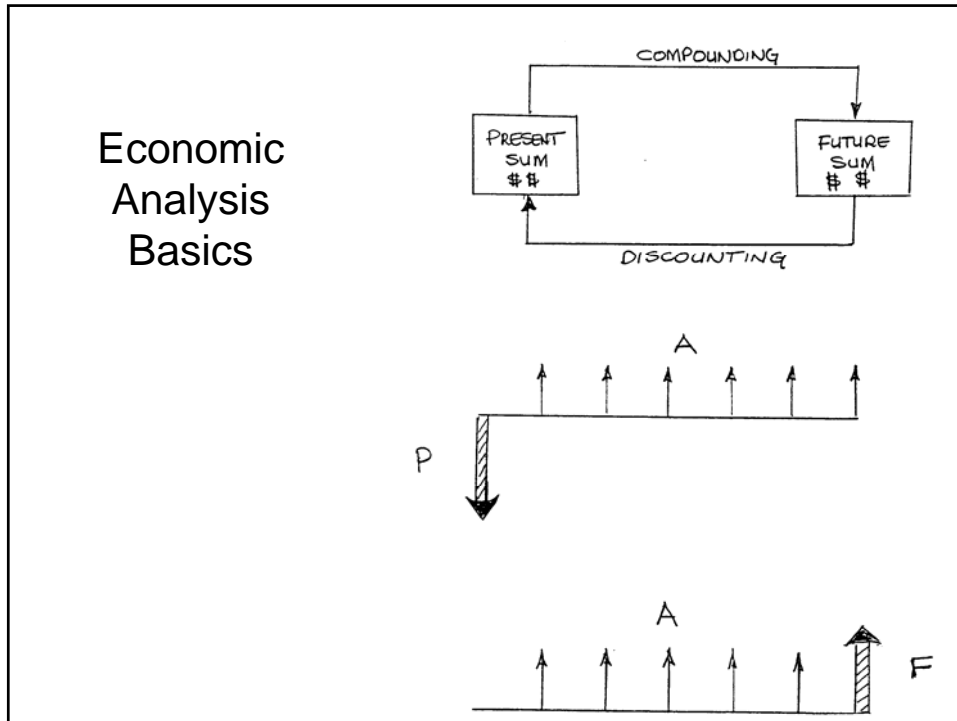 Economic
Analysis
Basics
COMPOUNDING
PRESENT
SUM
$$
FUTURE
SUM
$ $
DISCOUNTING
A
P
A
F